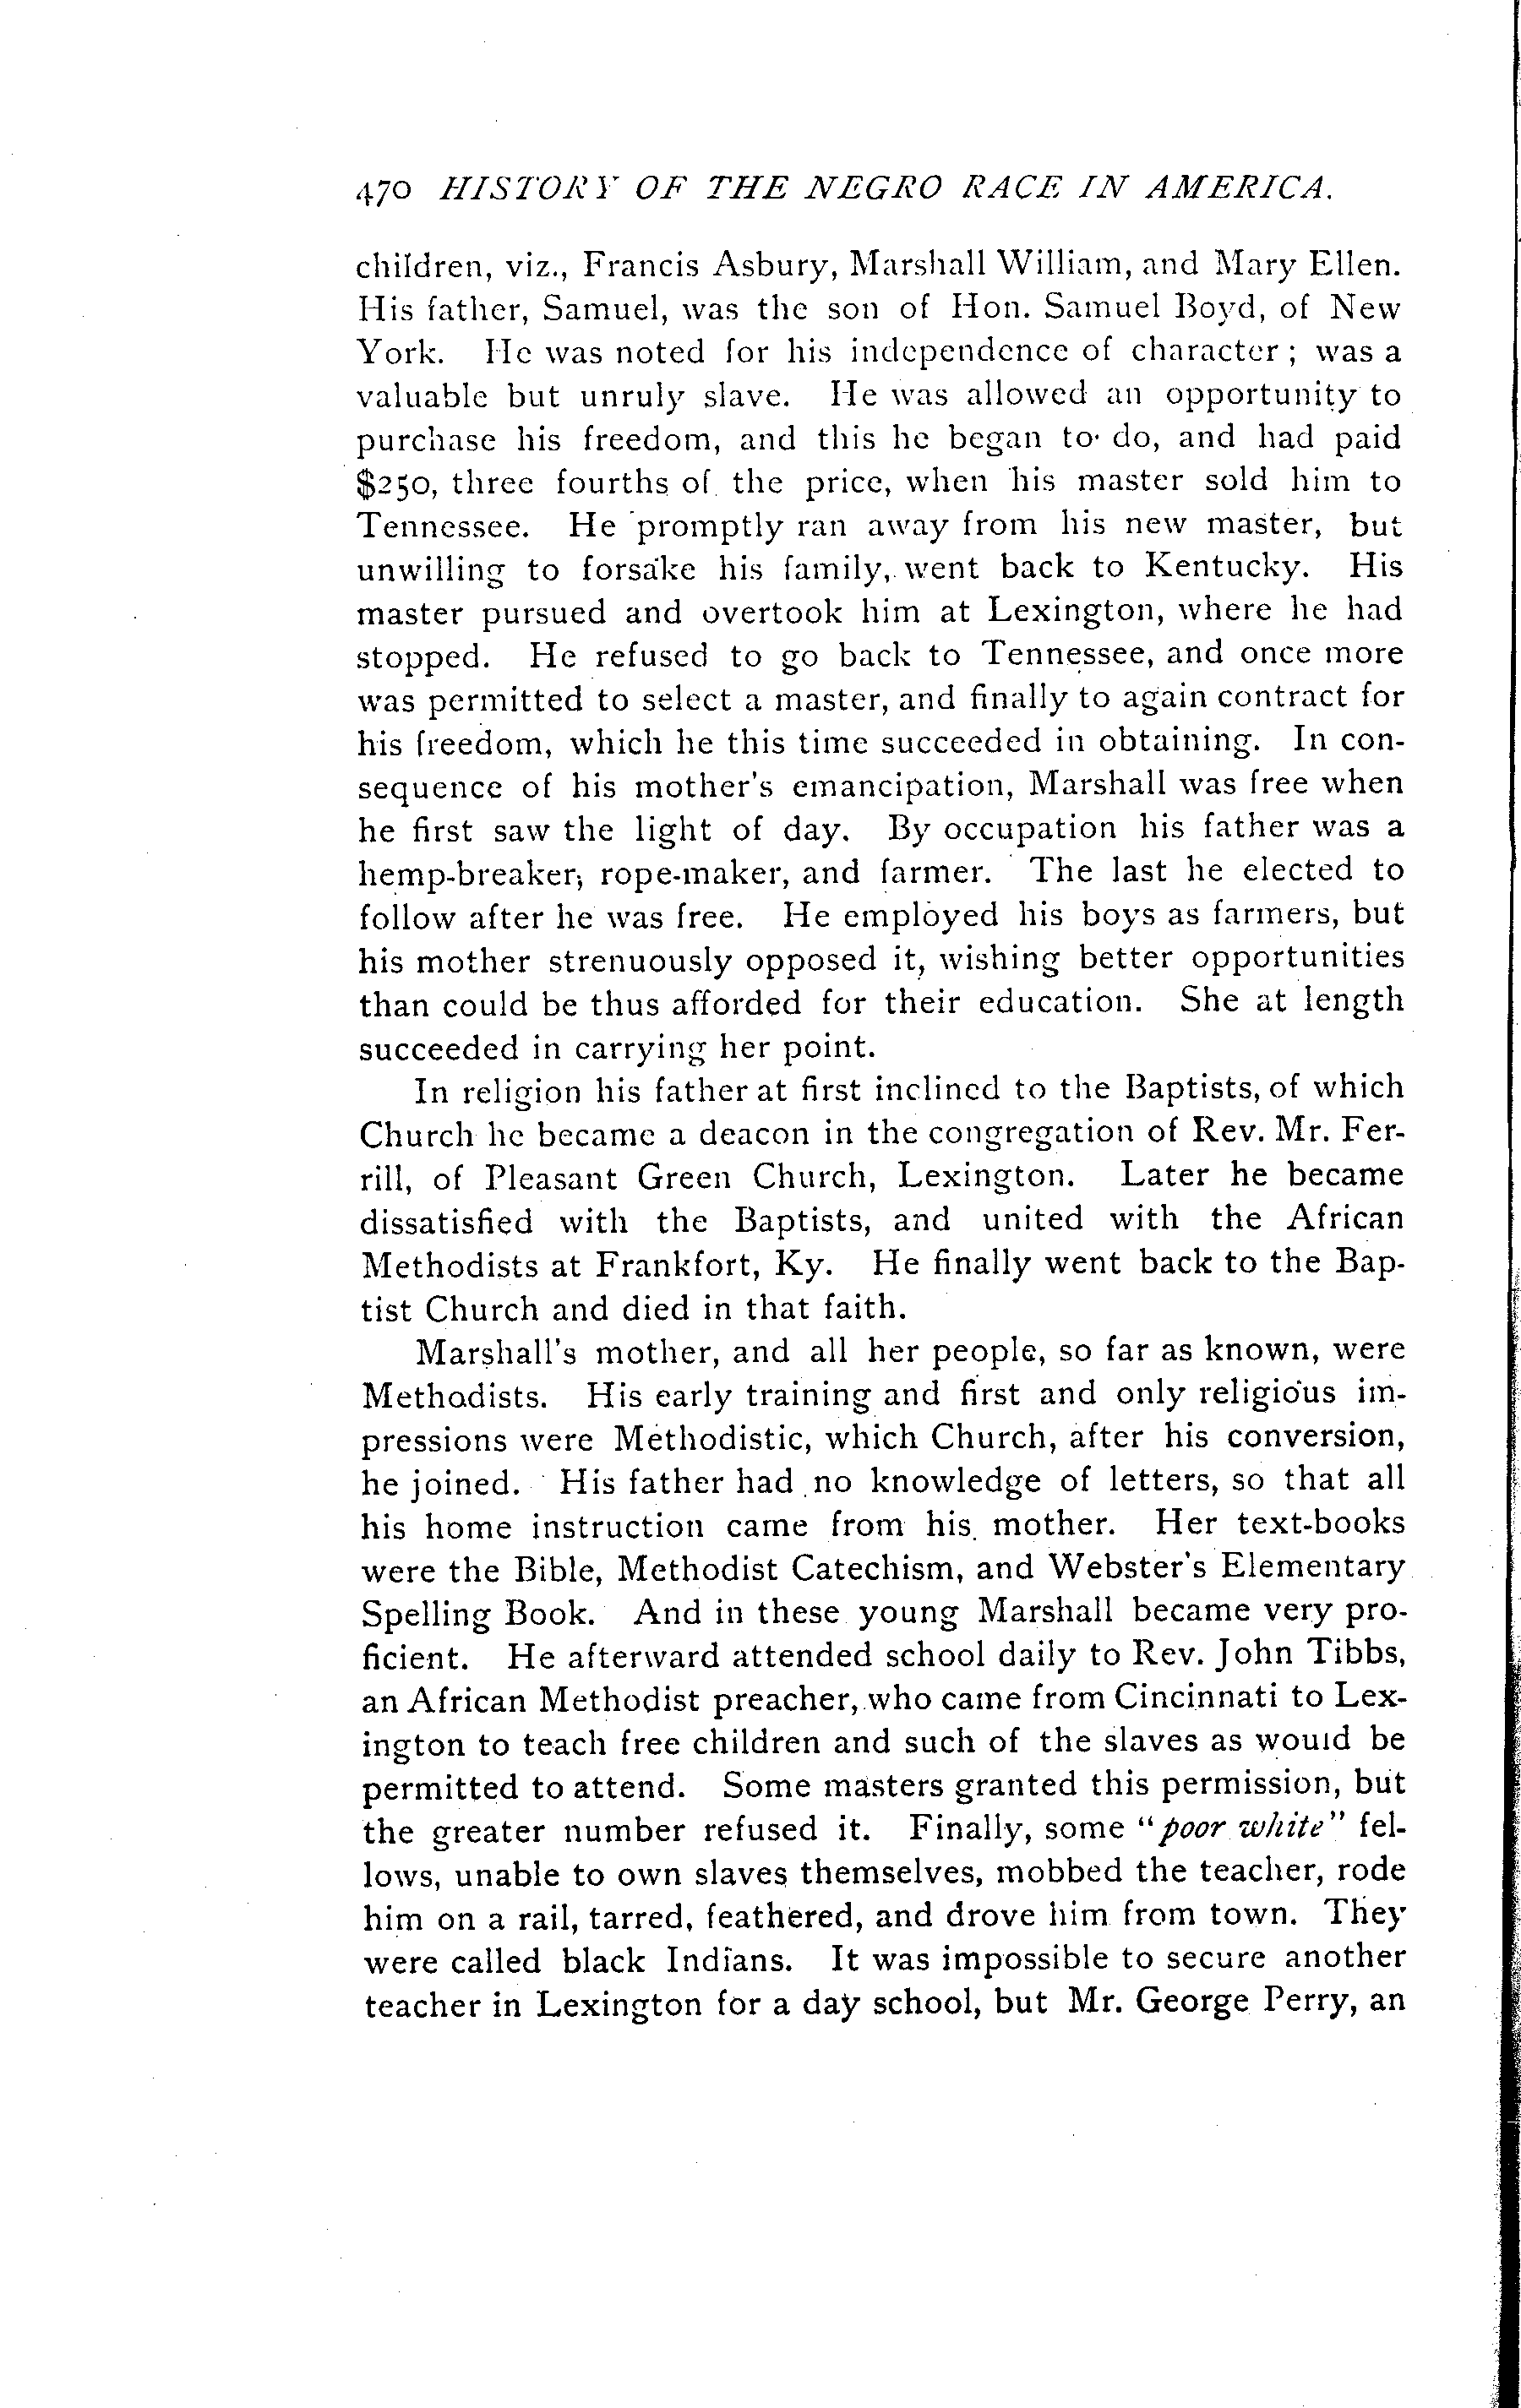 470 HISTORY OF THE NEGRO RACE IN AMERICA.
children, viz., Francis Asbury, Marshall William, and Mary Ellen.
His father, Samuel, was the son of Hon. Samuel Boyd, of New
York. He was noted for his independence of character; was a
valuable but unruly slave. He was allowed an opportunity to
purchase his freedom, and this he began to do, and had paid
$250, three fourths of the price, when his master sold him to
Tennessee. He promptly ran away from his new master, but
unwilling to forsake his family, went back to Kentucky. His
master pursued and overtook him at Lexington, where he had
stopped. He refused to go back to Tennessee, and once more
was permitted to select a master, and finally to again contract for
his freedom, which he this time succeeded in obtaining. In con-
sequence of his mother's emancipation, Marshall was free when
he first saw the light of day. By occupation his father was a
hemp-breaker, rope-maker, and farmer. The last he elected to
follow after he was free. He employed his boys as farmers, but
his mother strenuously opposed it, wishing better opportunities
than could be thus afforded for their education. She at length
succeeded in carrying her point.
In religion his father at first inclined to the Baptists, of which
Church he became a deacon in the congregation of Rev. Mr. Fer-
rill, of Pleasant Green Church, Lexington. Later he became
dissatisfied with the Baptists, and united with the African
Methodists at Frankfort, Ky. He finally went back to the Bap-
tist Church and died in that faith.
Marshall's mother, and all her people, so far as known, were
Methodists. His early training and first and only religious im-
pressions were Methodistic, which Church, after his conversion,
he joined. His father had no knowledge of letters, so that all
his home instruction came from his mother. Her text-books
were the Bible, Methodist Catechism, and Webster's Elementary
Spelling Book. And in these young Marshall became very pro-
ficient. He afterward attended school daily to Rev. John Tibbs,
an African Methodist preacher, who came from Cincinnati to Lex-
ington to teach free children and such of the slaves as would be
permitted to attend. Some masters granted this permission, but
the greater number refused it. Finally, some "poor white" fel-
lows, unable to own slaves themselves, mobbed the teacher, rode
him on a rail, tarred, feathered, and drove him from town. They
were called black Indians. It was impossible to secure another
teacher in Lexington for a day school, but Mr. George Perry, an